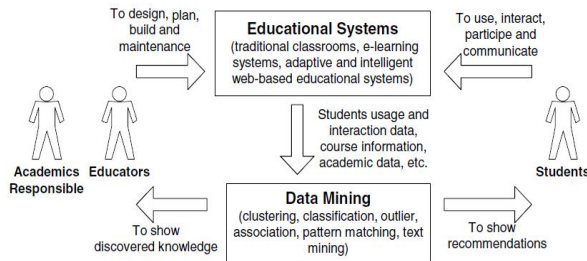 To design, plan,
build and
maintenance
Educational Systems
(traditional classrooms, e-learning
systems, adaptive and intelligent
web-based educational systems)
To use, interact,
participe and
communicate
Students usage and
interaction data,
course information,
academic data, etc.
Academics
Responsible
Educators
Students
Data Mining
(clustering, classification, outlier,
association, pattern matching, text
mining)
To show
discovered knowledge
To show
recommendations